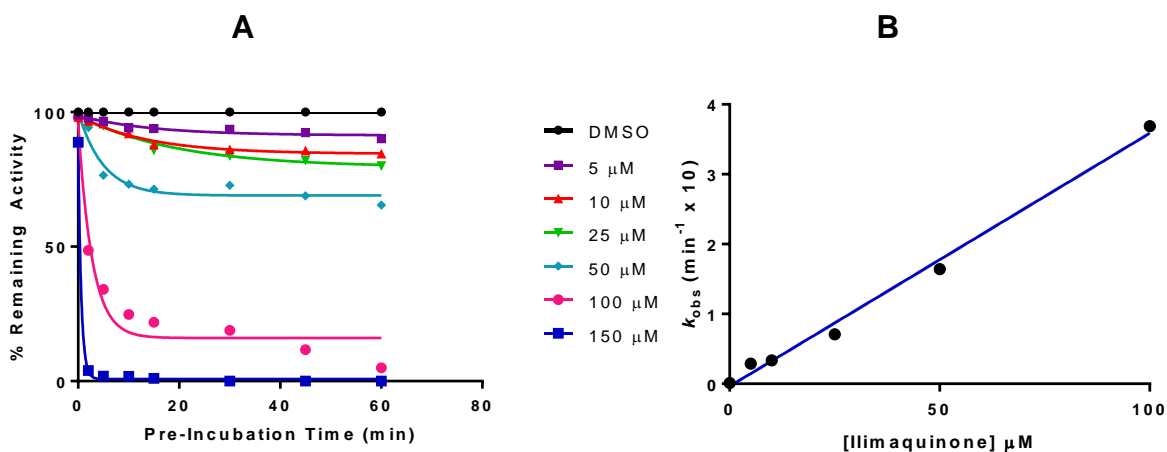 A
B
% Remaining Activity
100
50
0
0 20 40 60 80
Pre-Incubation Time (min)
DMSO
5 μM
10 μM
25 μM
50 μM
100 μM
150 μM
k_obs (min⁻¹ x 10)
4
3
2
1
0
0 50 100
[Ilimaquinone] μM